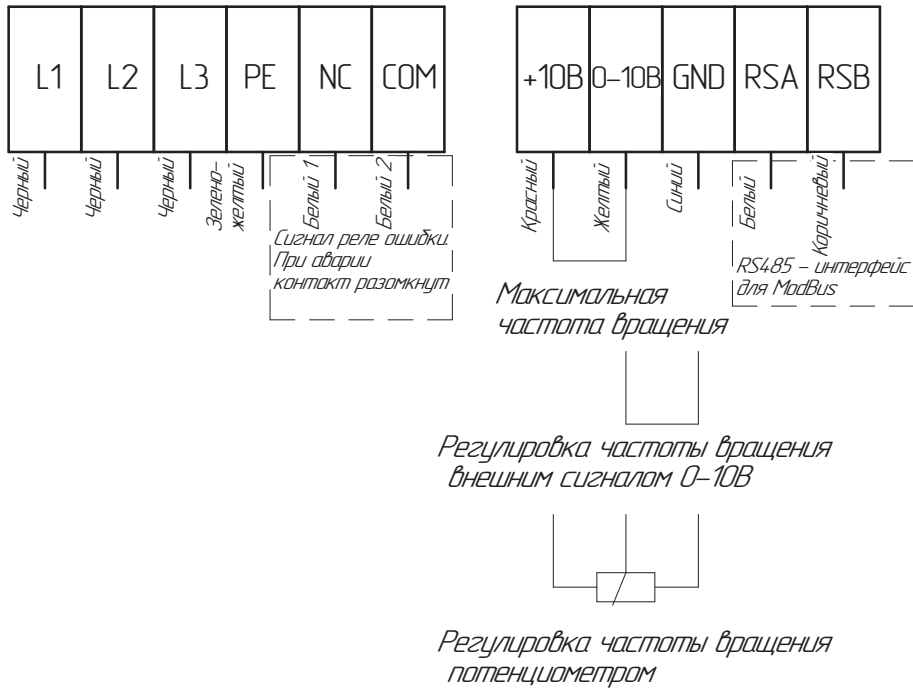 L1 L2 L3 PE NC COM
Черный
Черный
Черный
Зелено-
желтый
Белый 1
Белый 2
Сигнал реле ошибки.
При аварии
контакт разомкнут
+10В 0-10В GND RSA RSB
Красный
Желтый
Синий
Белый
Коричневый
RS485 - интерфейс
для ModBus
Максимальная
частота вращения
Регулировка частоты вращения
внешним сигналом 0-10В
Регулировка частоты вращения
потенциометром